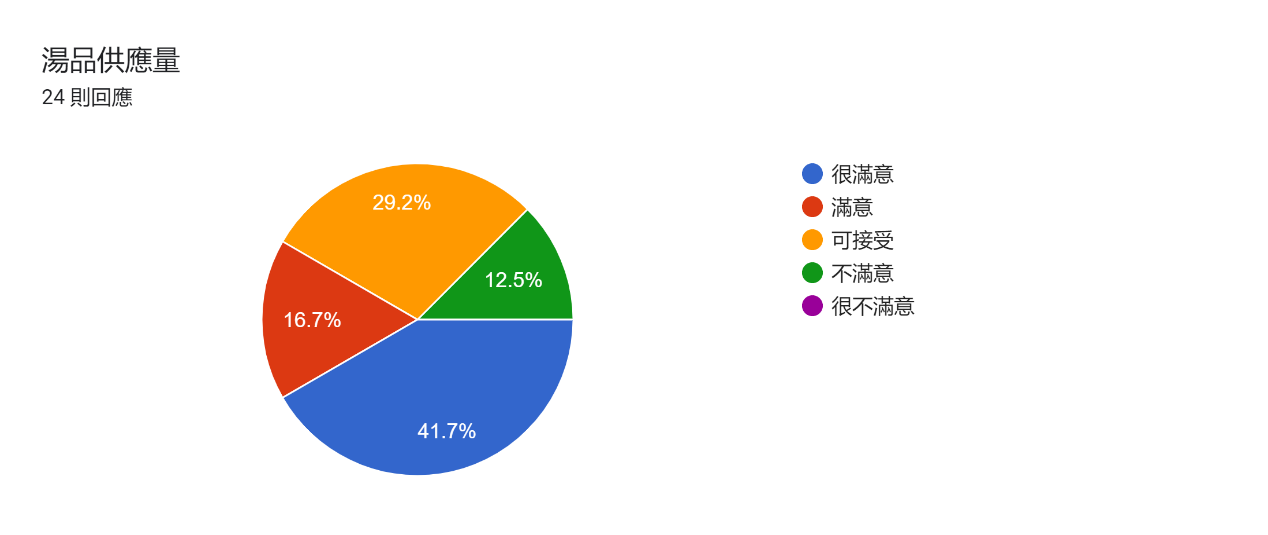 湯品供應量
24 則回應
29.2%
12.5%
16.7%
41.7%
很滿意
滿意
可接受
不滿意
很不滿意